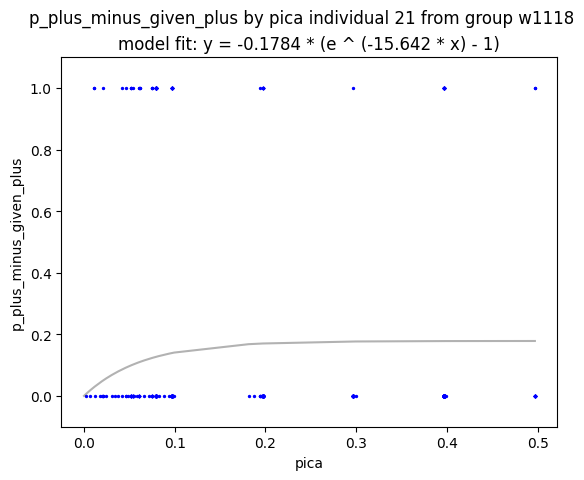 p_plus_minus_given_plus by pica individual 21 from group w1118
model fit: y = -0.1784 * (e ^ (-15.642 * x) - 1)
1.0
0.8
0.6
0.4
0.2
0.0
p_plus_minus_given_plus
0.0 0.1 0.2 0.3 0.4 0.5
pica